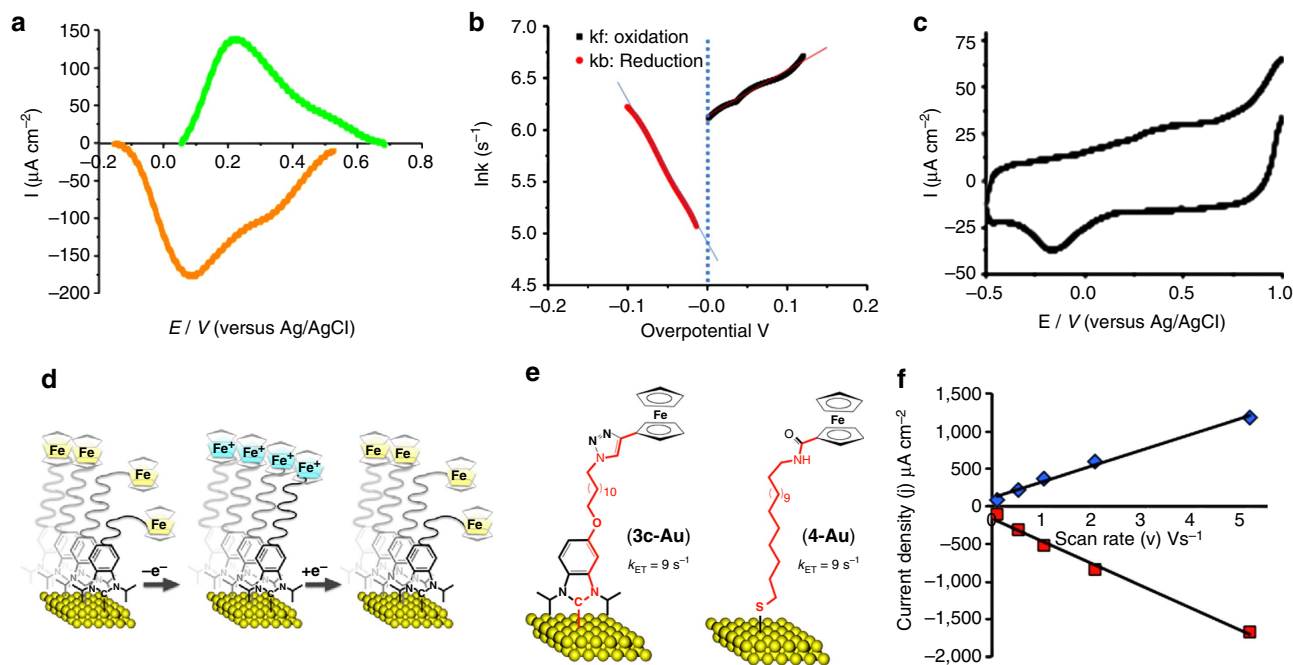 a
I (μA cm⁻²)
150
100
50
0
−50
−100
−150
−200
−0.2
−0.0
0.2
0.4
0.6
0.8
E / V (versus Ag/AgCl)
b
Ink (s⁻¹)
7.0
6.5
6.0
5.5
5.0
4.5
kf: oxidation
kb: Reduction
−0.2
−0.1
−0.0
0.1
0.2
Overpotential V
c
I (μA cm⁻²)
75
25
0
−25
−50
−0.5
0.0
0.5
1.0
E / V (versus Ag/AgCl)
d
Fe Fe
Fe
Fe
C
N N
−e⁻
Fe⁺ Fe⁺ Fe⁺ Fe⁺
C
N N
+e⁻
Fe Fe
Fe
Fe
C
N N
e
Fe
N N
N
10
O
N C N
(3c-Au)
kET = 9 s⁻¹
Fe
O
NH
9
S
(4-Au)
kET = 9 s⁻¹
f
Current density (j) μA cm⁻²
1,500
1,000
500
0
−500
−1,000
−1,500
−2,000
0 1 2 3 4 5 6
Scan rate (v) Vs⁻¹